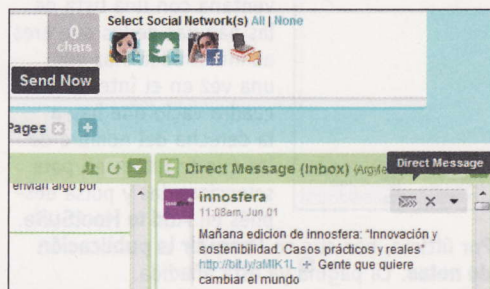 Select Social Network(s) All | None
0
chars
Send Now
Pages
Direct Message (Inbox)
Direct Message
envian algo por
innosfera
11:08am, Jun 01
Mañana edicion de innosfera: "Innovación y
sostenibilidad. Casos prácticos y reales"
http://bit.ly/aMIK1L + Gente que quiere
cambiar el mundo